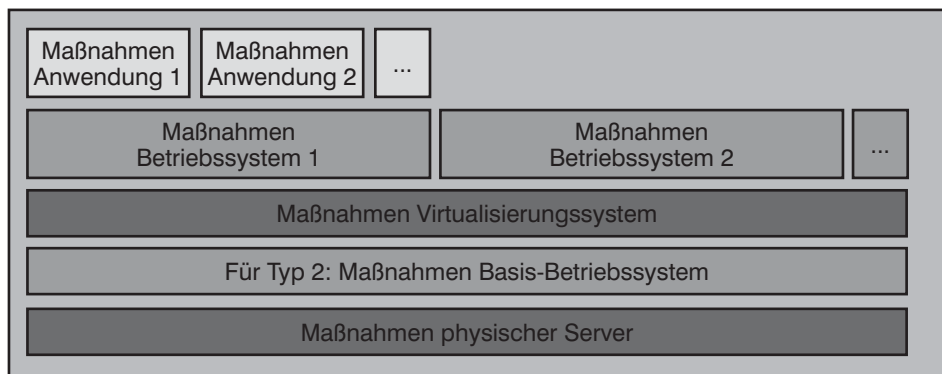 Maßnahmen
Anwendung 1
Maßnahmen
Anwendung 2
...
Maßnahmen
Betriebssystem 1
Maßnahmen
Betriebssystem 2
...
Maßnahmen Virtualisierungssystem
Für Typ 2: Maßnahmen Basis-Betriebssystem
Maßnahmen physischer Server